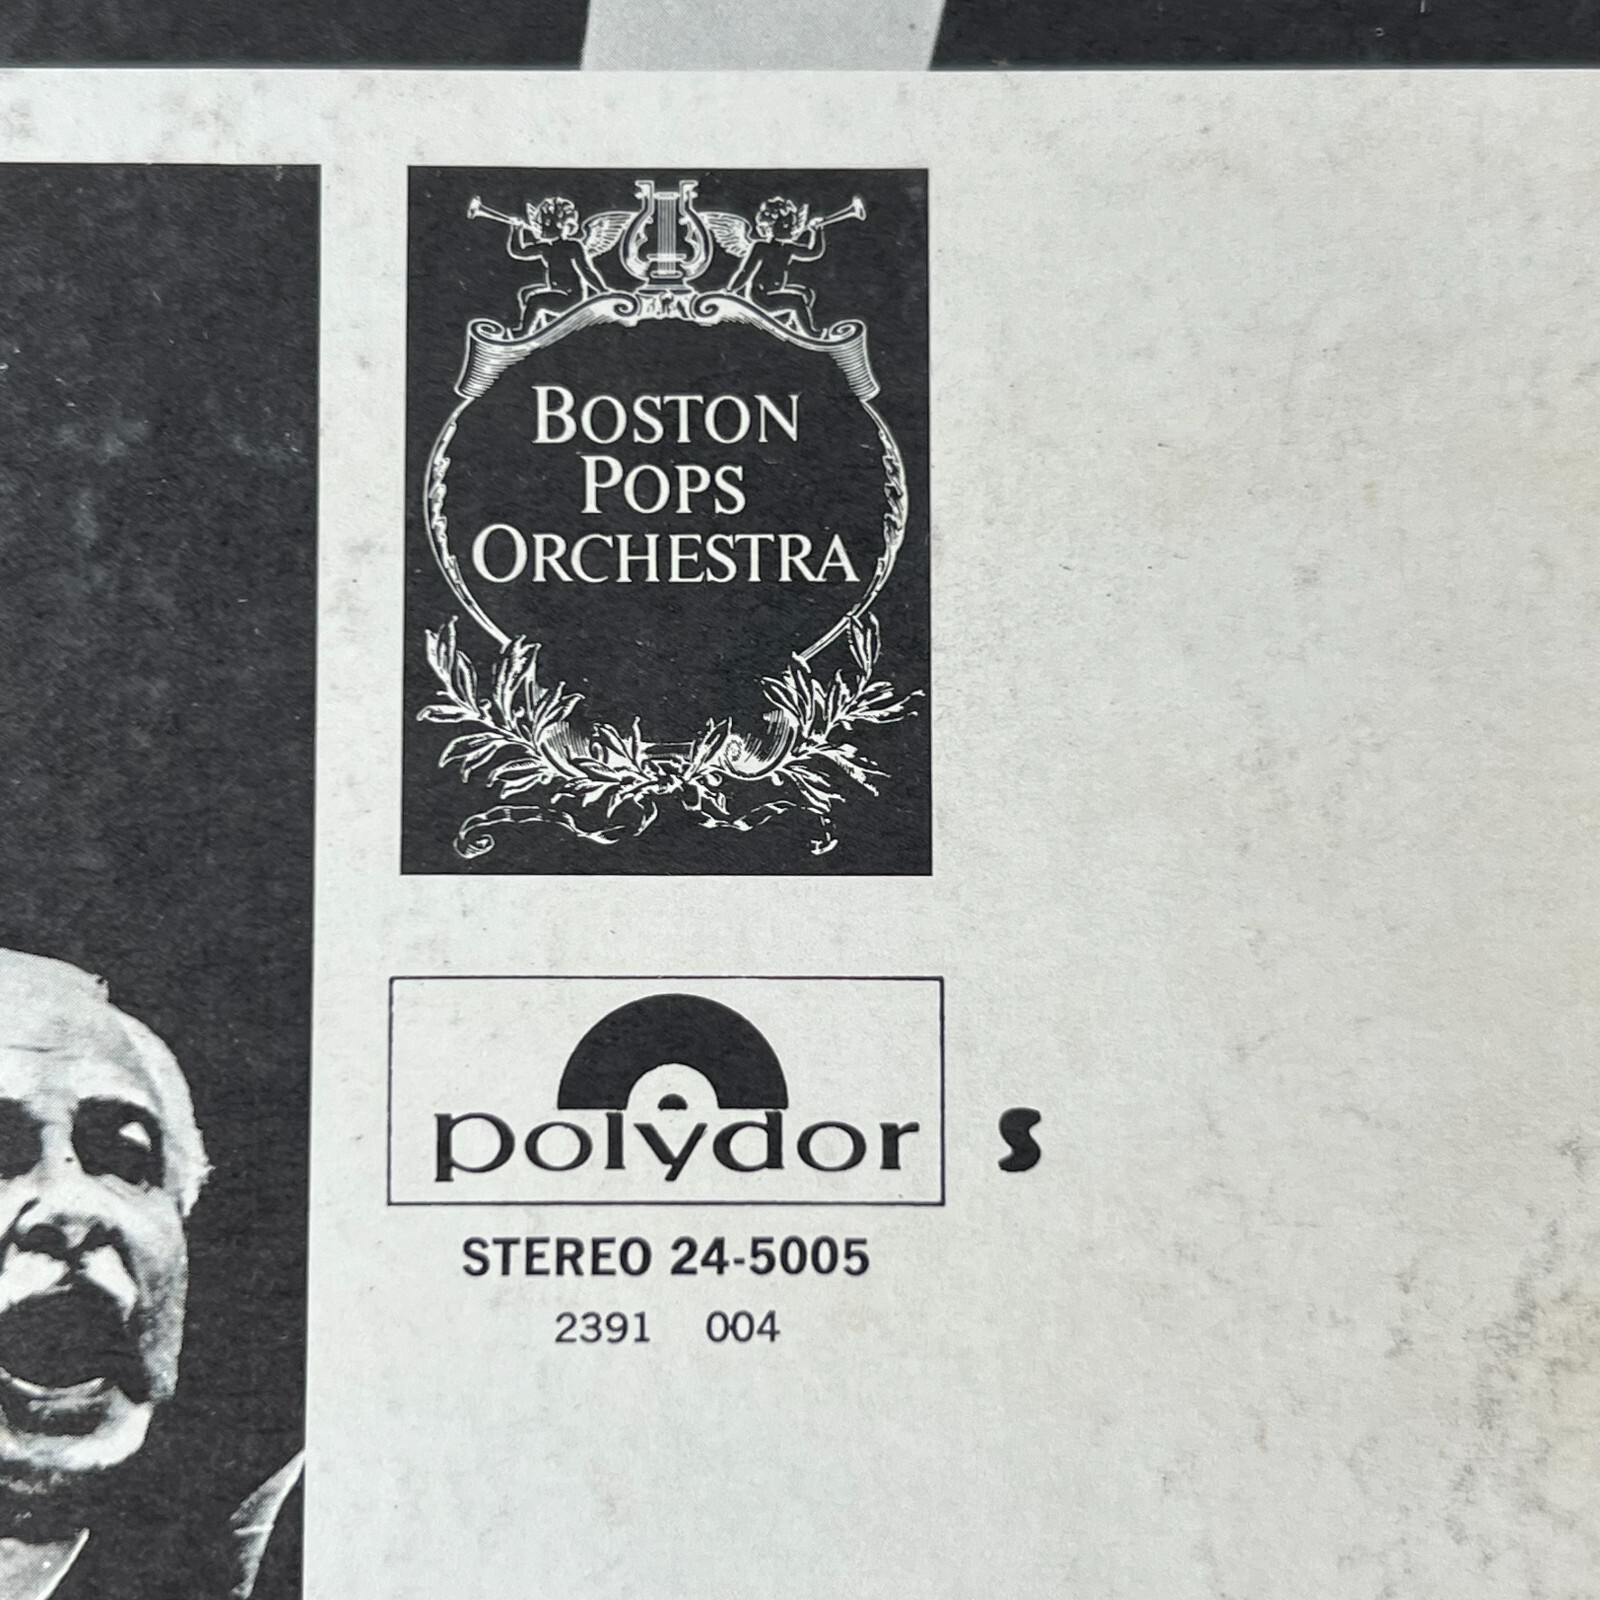 BOSTON
POPS
ORCHESTRA
polydor S
STEREO 24-5005
2391 004